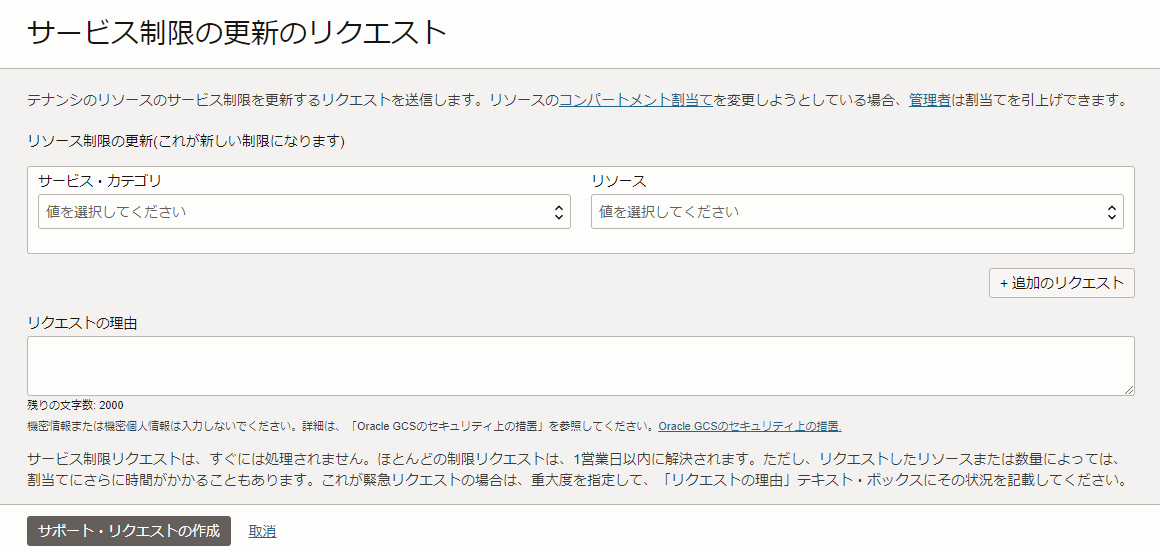 サービス制限の更新のリクエスト
テナンシのリソースのサービス制限を更新するリクエストを送信します。リソースのコンパートメント割当てを変更しようとしている場合、管理者は割当てを引上げできます。
リソース制限の更新(これが新しい制限になります)
サービス・カテゴリ
リソース
値を選択してください
値を選択してください
+ 追加のリクエスト
リクエストの理由
残りの文字数: 2000
機密情報または機密個人情報は入力しないでください。詳細は、「Oracle GCSのセキュリティ上の措置」を参照してください。Oracle GCSのセキュリティ上の措置.
サービス制限リクエストは、すぐには処理されません。ほとんどの制限リクエストは、1営業日以内に解決されます。ただし、リクエストしたリソースまたは数量によっては、
割当てにさらに時間がかかることもあります。これが緊急リクエストの場合は、重大度を指定して、「リクエストの理由」テキスト・ボックスにその状況を記載してください。
サポート・リクエストの作成
取消